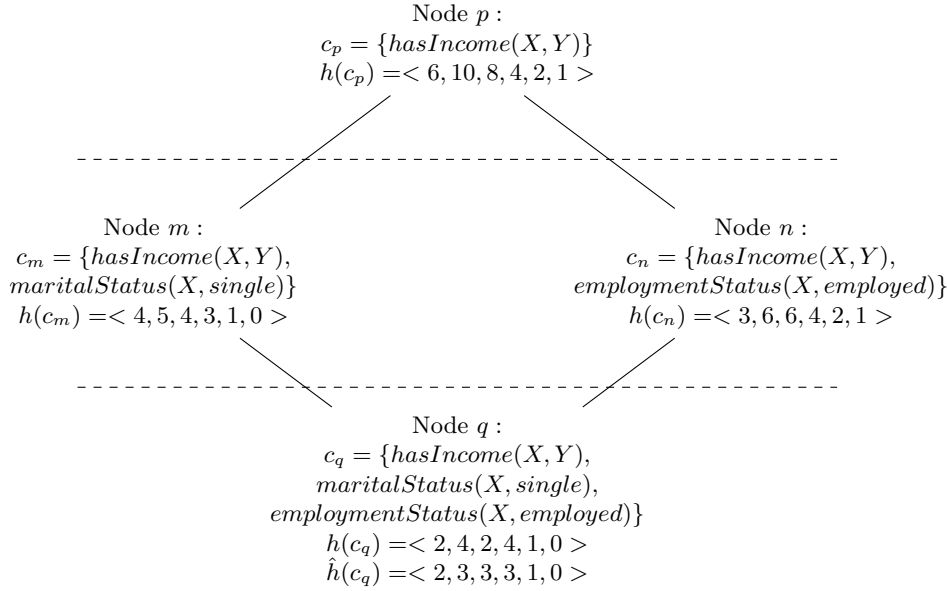 Node p :
c_p = {hasIncome(X, Y)}
h(c_p) =< 6, 10, 8, 4, 2, 1 >
Node m :
c_m = {hasIncome(X, Y),
maritalStatus(X, single)}
h(c_m) =< 4, 5, 4, 3, 1, 0 >
Node n :
c_n = {hasIncome(X, Y),
employmentStatus(X, employed)}
h(c_n) =< 3, 6, 6, 4, 2, 1 >
Node q :
c_q = {hasIncome(X, Y),
maritalStatus(X, single),
employmentStatus(X, employed)}
h(c_q) =< 2, 4, 2, 4, 1, 0 >
ĥ(c_q) =< 2, 3, 3, 3, 1, 0 >